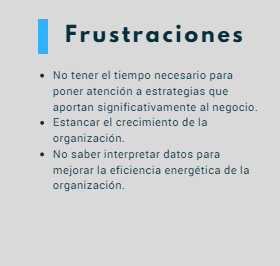 Frustraciones
• No tener el tiempo necesario para
poner atención a estrategias que
aportan significativamente al negocio.
• Estancar el crecimiento de la
organización.
• No saber interpretar datos para
mejorar la eficiencia energética de la
organización.